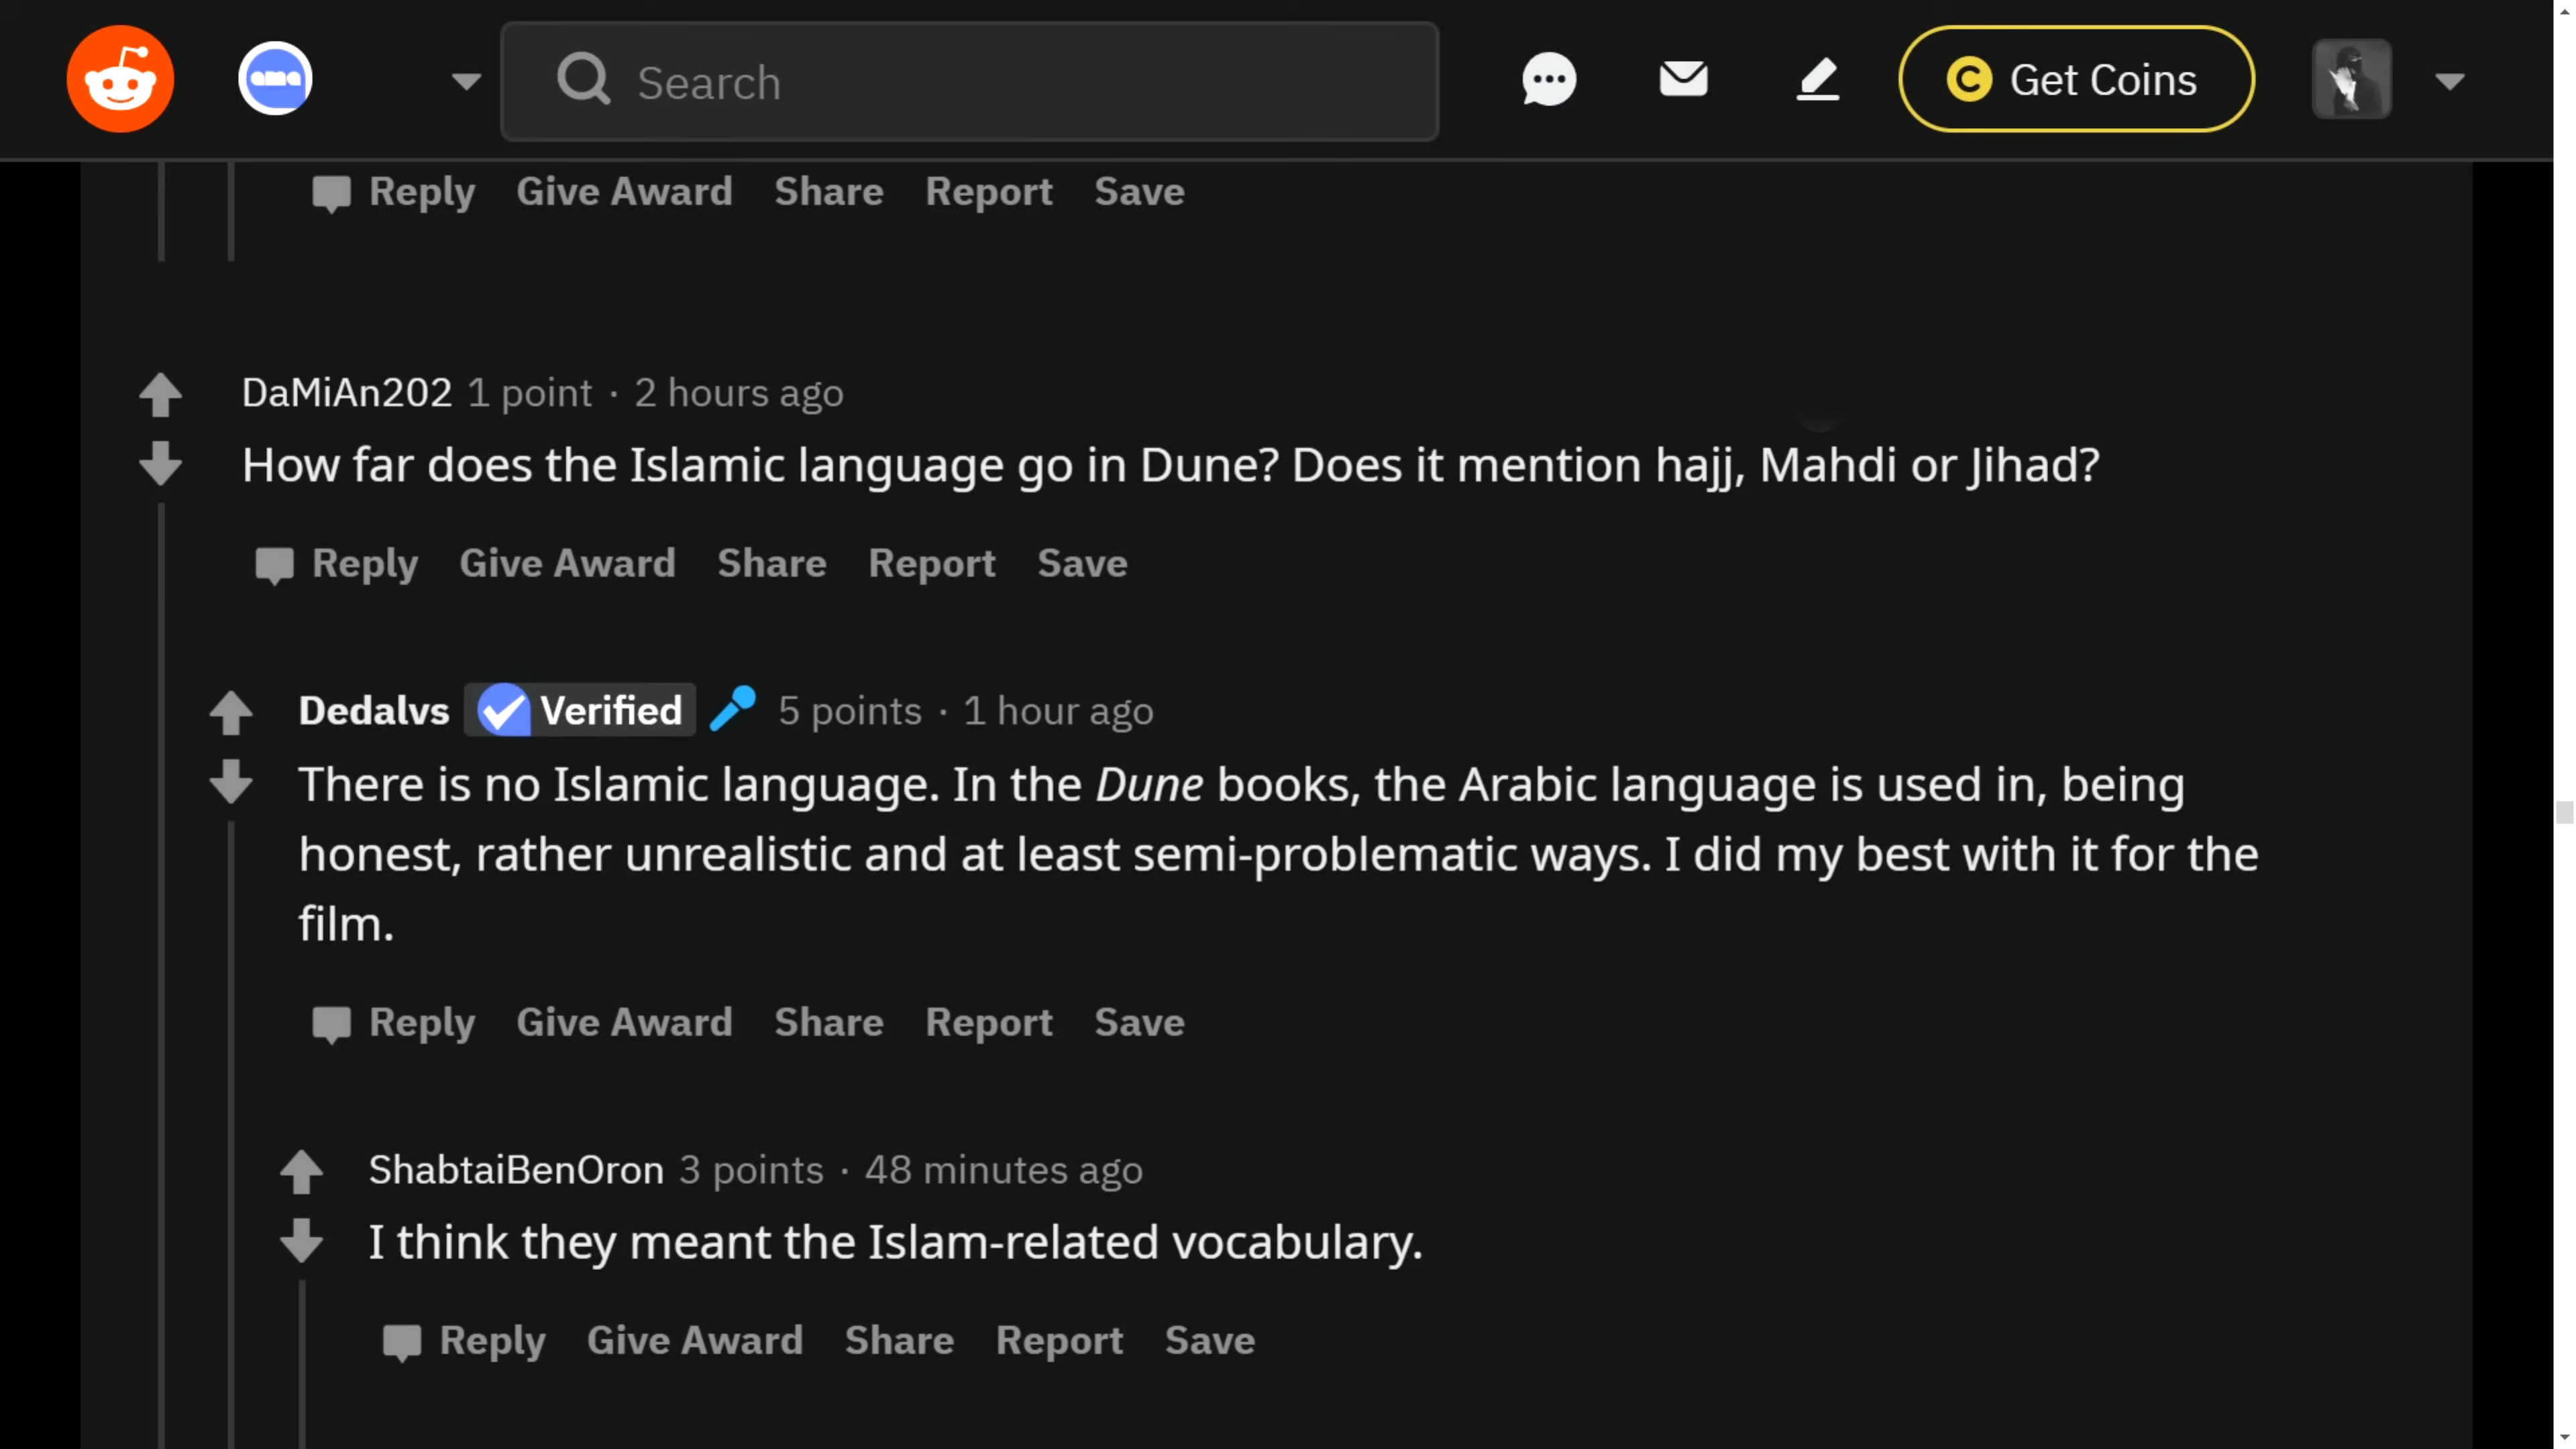 ama
Search
Get Coins
Reply Give Award Share Report Save
DaMiAn202 1 point · 2 hours ago
How far does the Islamic language go in Dune? Does it mention hajj, Mahdi or Jihad?
Reply Give Award Share Report Save
Dedalvs Verified 5 points · 1 hour ago
There is no Islamic language. In the Dune books, the Arabic language is used in, being
honest, rather unrealistic and at least semi-problematic ways. I did my best with it for the
film.
Reply Give Award Share Report Save
ShabtaiBenOron 3 points · 48 minutes ago
I think they meant the Islam-related vocabulary.
Reply Give Award Share Report Save